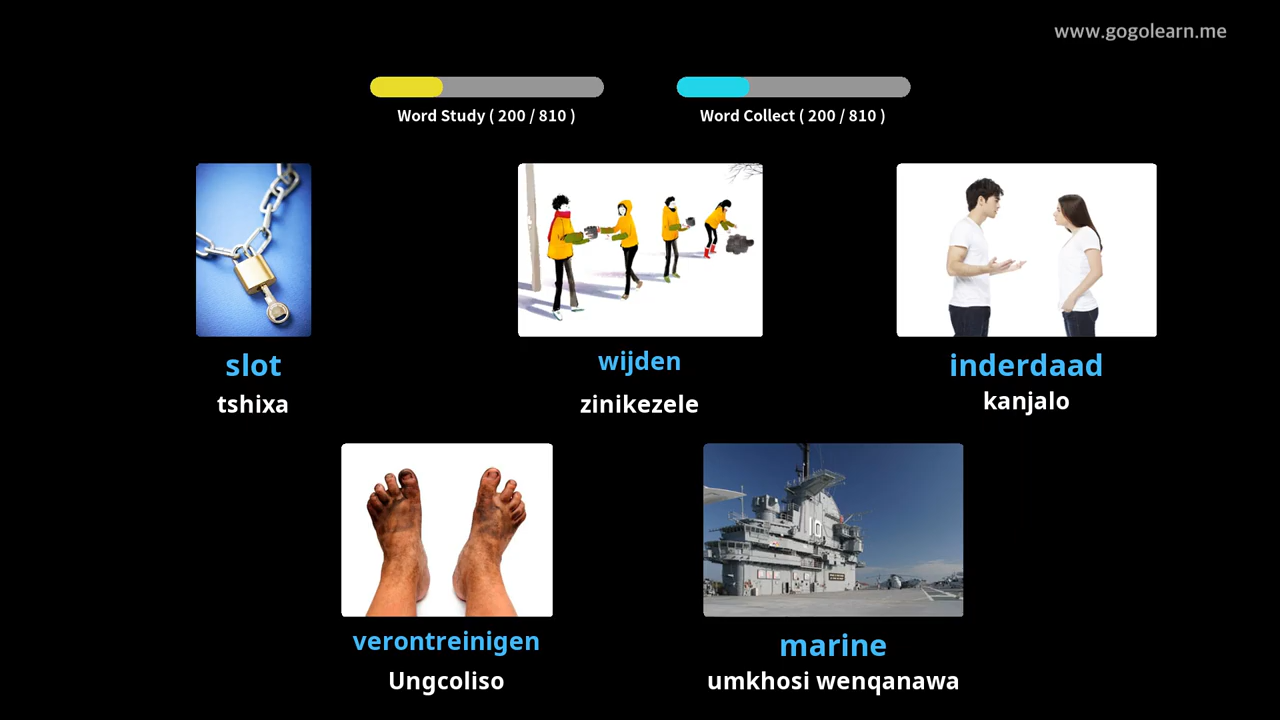 www.gogolearn.me
Word Study ( 200 / 810 )
Word Collect ( 200 / 810 )
slot
tshixa
wijden
zinikezele
inderdaad
kanjalo
verontreinigen
Ungcoliso
marine
umkhosi wenqanawa
10